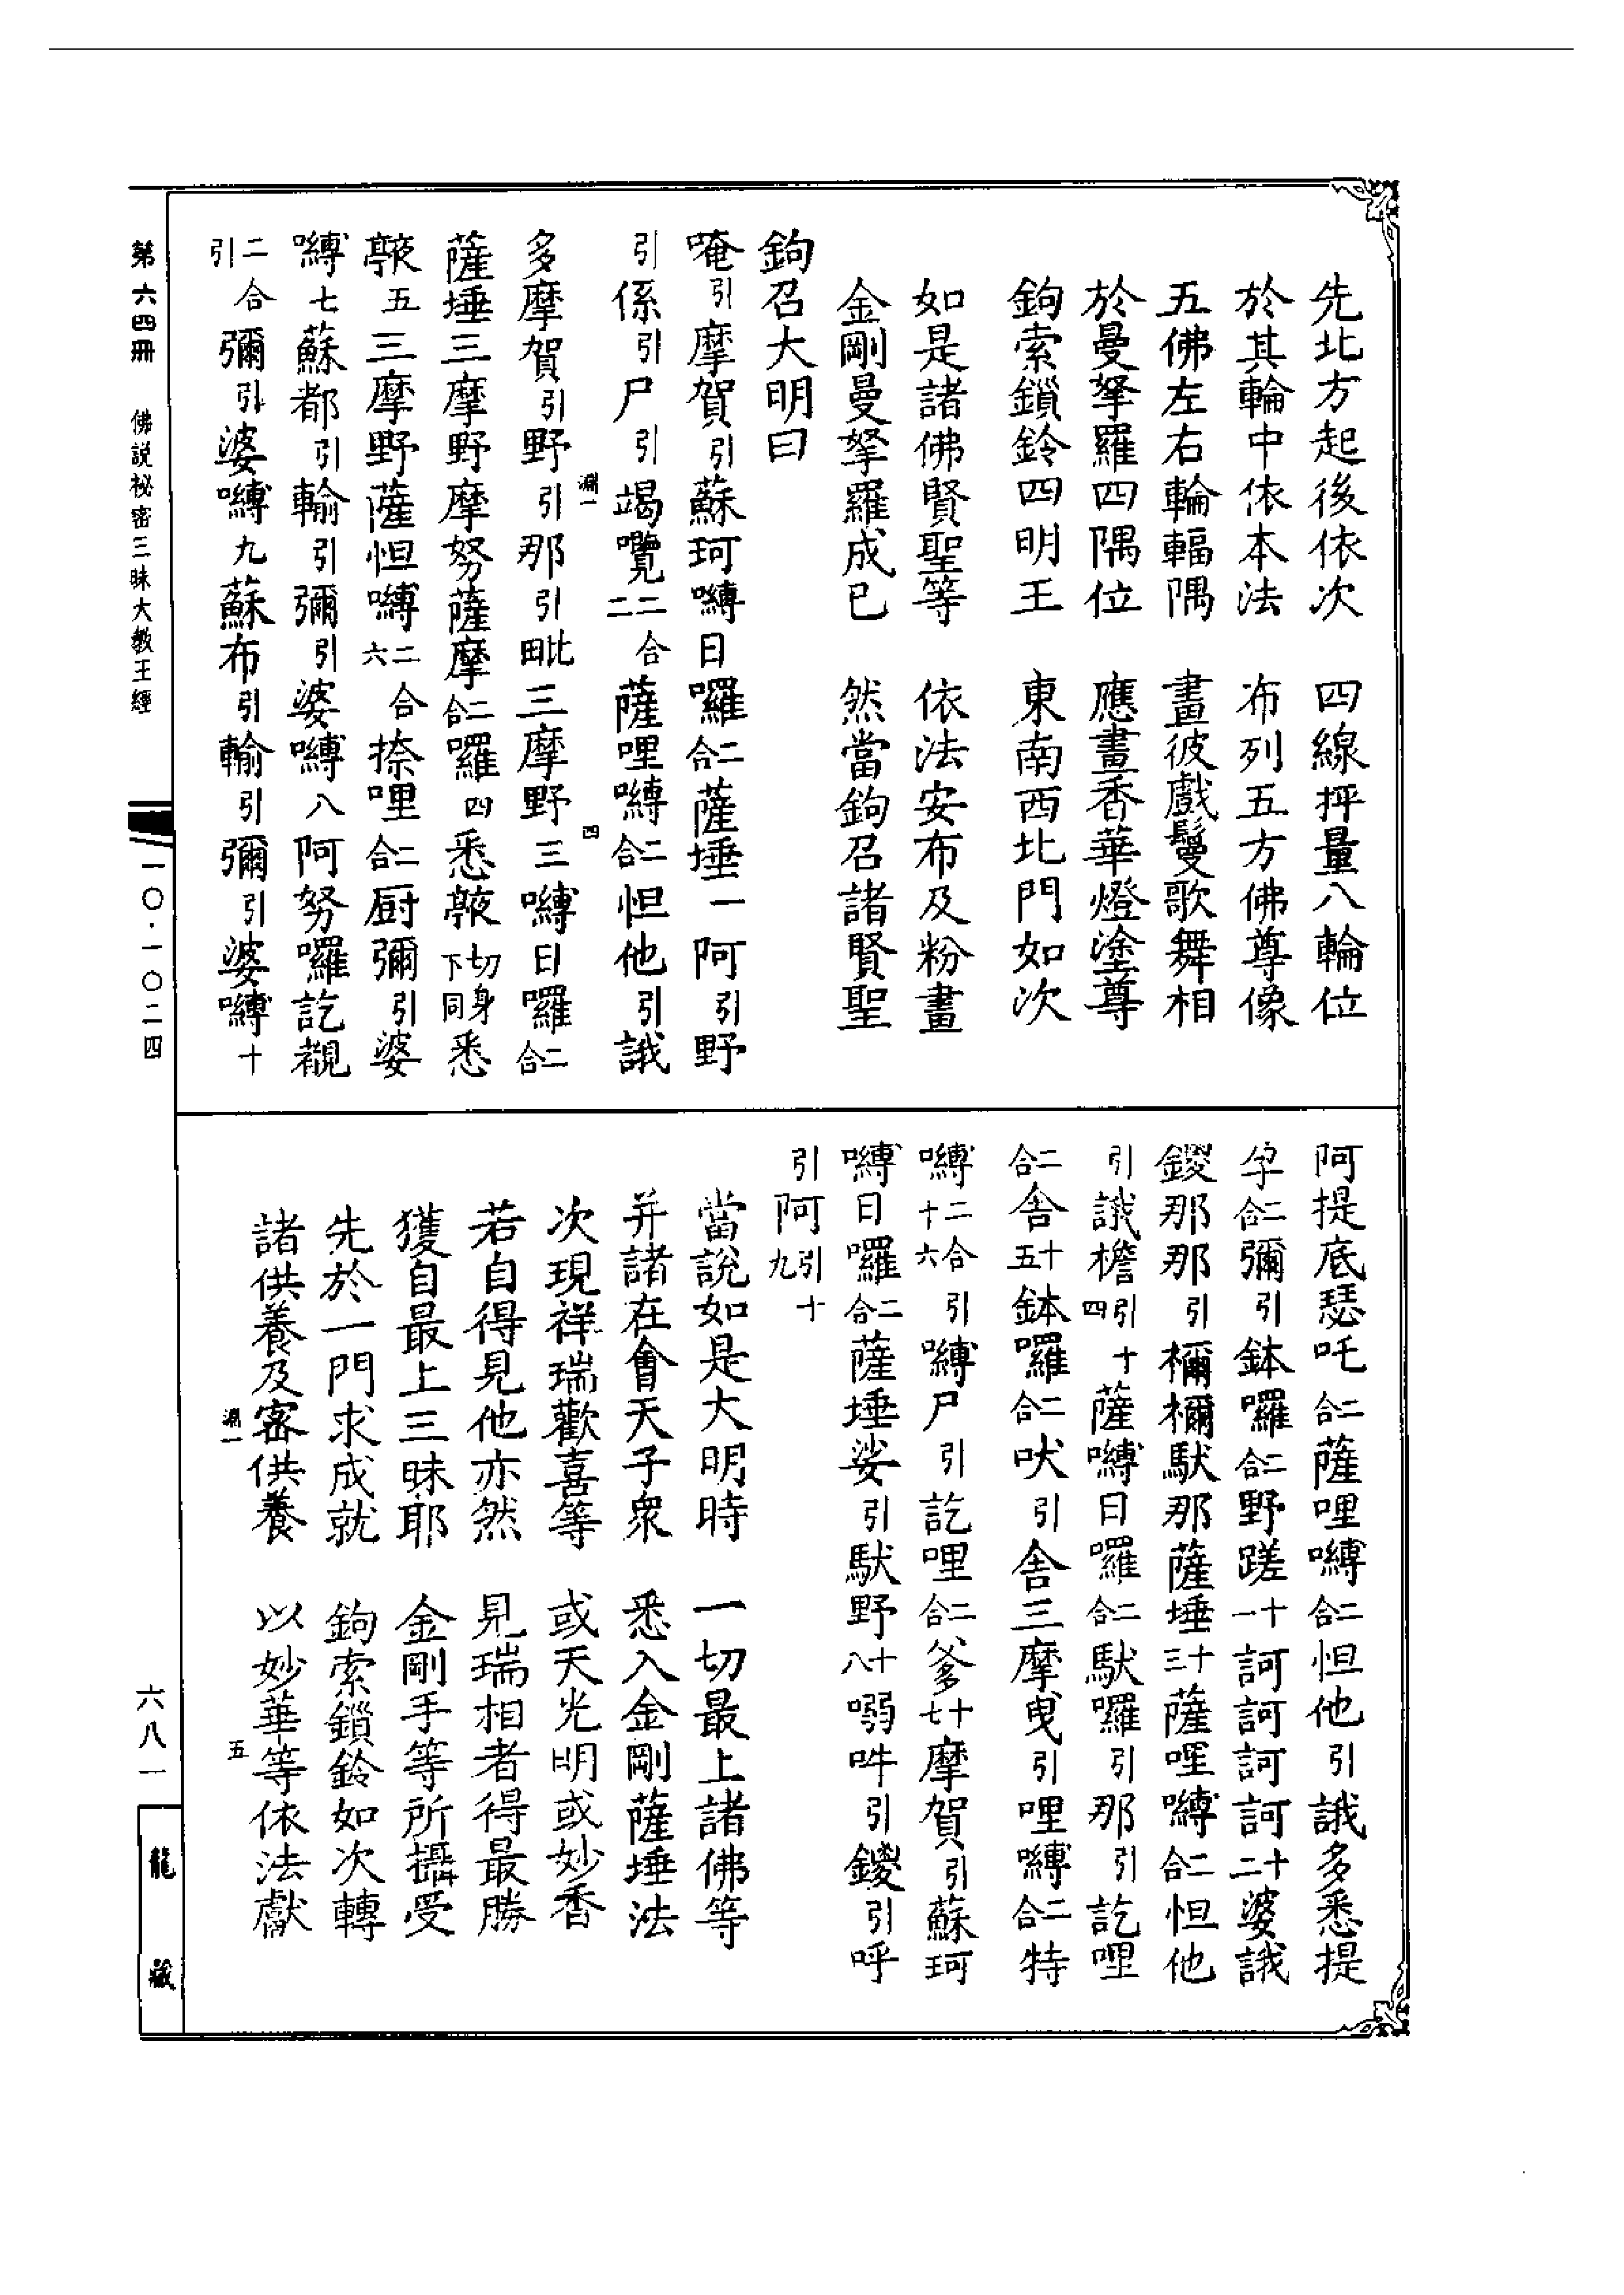 先北方起後依次　四線抨量八輪位
於其輪中依本法　布列五方佛尊像
五佛左右輪輻隅　畫彼戲鬘歌舞相
於曼拏羅四隅位　應畫香華燈塗尊
鉤索鎖鈴四明王　東南西北門如次
如是諸佛賢聖等　依法安布及粉畫
金剛曼拏羅成已　然當鉤召諸賢聖
鉤召大明曰
唵引摩賀引蘇珂嚩日囉二合薩埵一阿引野
引係引尸引竭嚂二合二薩哩嚩二合怛他引誐
多摩賀引野引那引毗三摩野三嚩日囉二合
薩埵三摩野摩努薩摩二合囉四悉𩕳切身下同悉
𩕳五三摩野薩怛嚩二合六捺哩二合厨彌引婆
嚩七蘇都引輸引彌引婆嚩八阿努囉訖覩
二合引彌引婆嚩九蘇布引輸引彌引婆嚩十
阿提底瑟吒二合薩哩嚩二合怛他引誐多悉提
孕二合彌引鉢囉二合野蹉十一訶訶訶訶十二婆誐
鍐那那引禰禰馱那薩埵十三薩哩嚩二合怛他
引誐檐引十四薩嚩日囉二合馱囉引那引訖哩
二合舍十五鉢囉二合吠引舍三摩曳引哩嚩二合特
嚩二合十六引嚩尸引訖哩二合爹十七摩賀引蘇珂
嚩日囉二合薩埵娑引馱野十八嗢吽引鍐引呼
引阿引十九
當說如是大明時　一切最上諸佛等
并諸在會天子眾　悉入金剛薩埵法
次現祥瑞歡喜等　或天光明或妙香
若自得見他亦然　見瑞相者得最勝
獲自最上三昧耶　金剛手等所攝受
先於一門求成就　鉤索鎖鈴如次轉
諸供養及密供養　以妙華等依法獻
第六四冊　佛説祕密三昧大教王經
一〇·一〇二四
六八一
龍藏
淵一
四
淵一
五